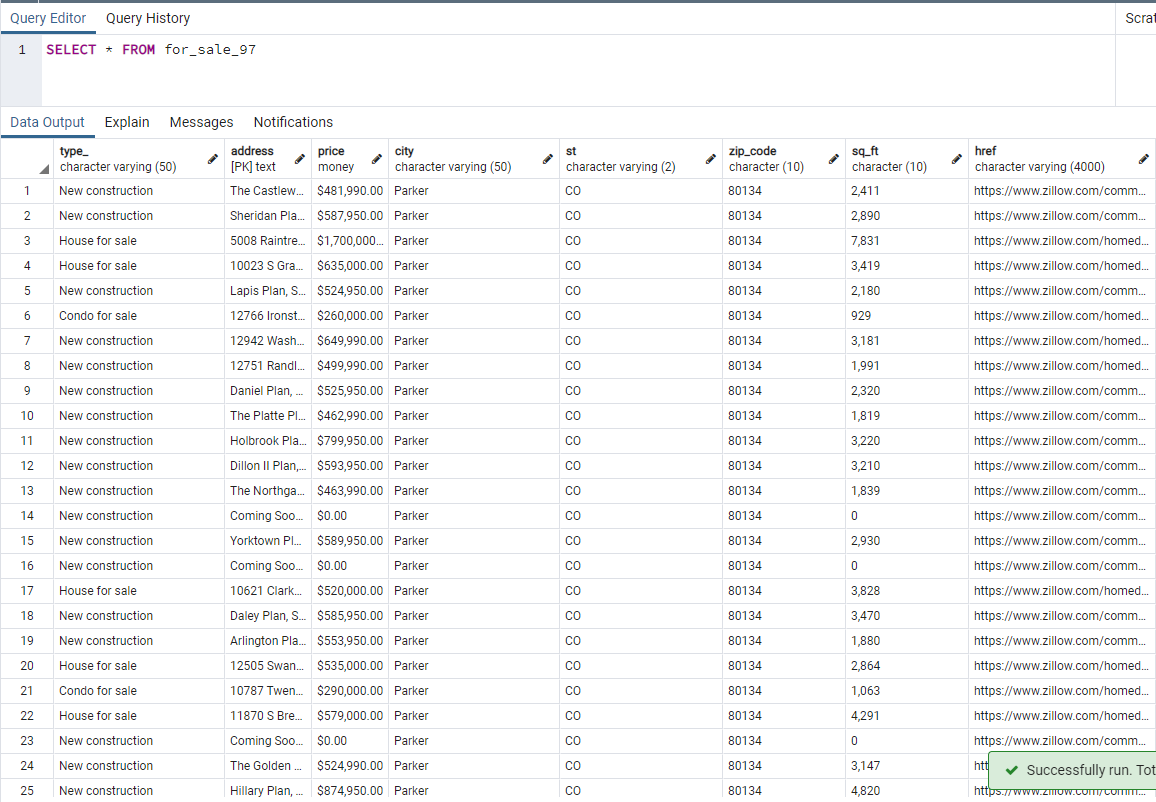 Query Editor Query History Scrat
1 SELECT * FROM for_sale_97
Data Output Explain Messages Notifications
type_ address price city st zip_code sq_ft href
character varying (50) [PK] text money character varying (50) character varying (2) character (10) character (10) character varying (4000)
1 New construction The Castlew... $481,990.00 Parker CO 80134 2,411 https://www.zillow.com/comm...
2 New construction Sheridan Pla... $587,950.00 Parker CO 80134 2,890 https://www.zillow.com/comm...
3 House for sale 5008 Raintre... $1,700,000... Parker CO 80134 7,831 https://www.zillow.com/homed...
4 House for sale 10023 S Gra... $635,000.00 Parker CO 80134 3,419 https://www.zillow.com/homed...
5 New construction Lapis Plan, S... $524,950.00 Parker CO 80134 2,180 https://www.zillow.com/comm...
6 Condo for sale 12766 Ironst... $260,000.00 Parker CO 80134 929 https://www.zillow.com/homed...
7 New construction 12942 Wash... $649,990.00 Parker CO 80134 3,181 https://www.zillow.com/homed...
8 New construction 12751 Randl... $499,990.00 Parker CO 80134 1,991 https://www.zillow.com/homed...
9 New construction Daniel Plan, ... $525,950.00 Parker CO 80134 2,320 https://www.zillow.com/comm...
10 New construction The Platte Pl... $462,990.00 Parker CO 80134 1,819 https://www.zillow.com/comm...
11 New construction Holbrook Pla... $799,950.00 Parker CO 80134 3,220 https://www.zillow.com/comm...
12 New construction Dillon II Plan,... $593,950.00 Parker CO 80134 3,210 https://www.zillow.com/comm...
13 New construction The Northga... $463,990.00 Parker CO 80134 1,839 https://www.zillow.com/comm...
14 New construction Coming Soo... $0.00 Parker CO 80134 0 https://www.zillow.com/comm...
15 New construction Yorktown Pl... $589,950.00 Parker CO 80134 2,930 https://www.zillow.com/comm...
16 New construction Coming Soo... $0.00 Parker CO 80134 0 https://www.zillow.com/comm...
17 House for sale 10621 Clark... $520,000.00 Parker CO 80134 3,828 https://www.zillow.com/homed...
18 New construction Daley Plan, S... $585,950.00 Parker CO 80134 3,470 https://www.zillow.com/comm...
19 New construction Arlington Pla... $553,950.00 Parker CO 80134 1,880 https://www.zillow.com/comm...
20 House for sale 12505 Swan... $535,000.00 Parker CO 80134 2,864 https://www.zillow.com/homed...
21 Condo for sale 10787 Twen... $290,000.00 Parker CO 80134 1,063 https://www.zillow.com/homed...
22 House for sale 11870 S Bre... $579,000.00 Parker CO 80134 4,291 https://www.zillow.com/homed...
23 New construction Coming Soo... $0.00 Parker CO 80134 0 https://www.zillow.com/comm...
24 New construction The Golden ... $524,990.00 Parker CO 80134 3,147 htt
Successfully run. Tot
25 New construction Hillary Plan, ... $874,950.00 Parker CO 80134 4,820